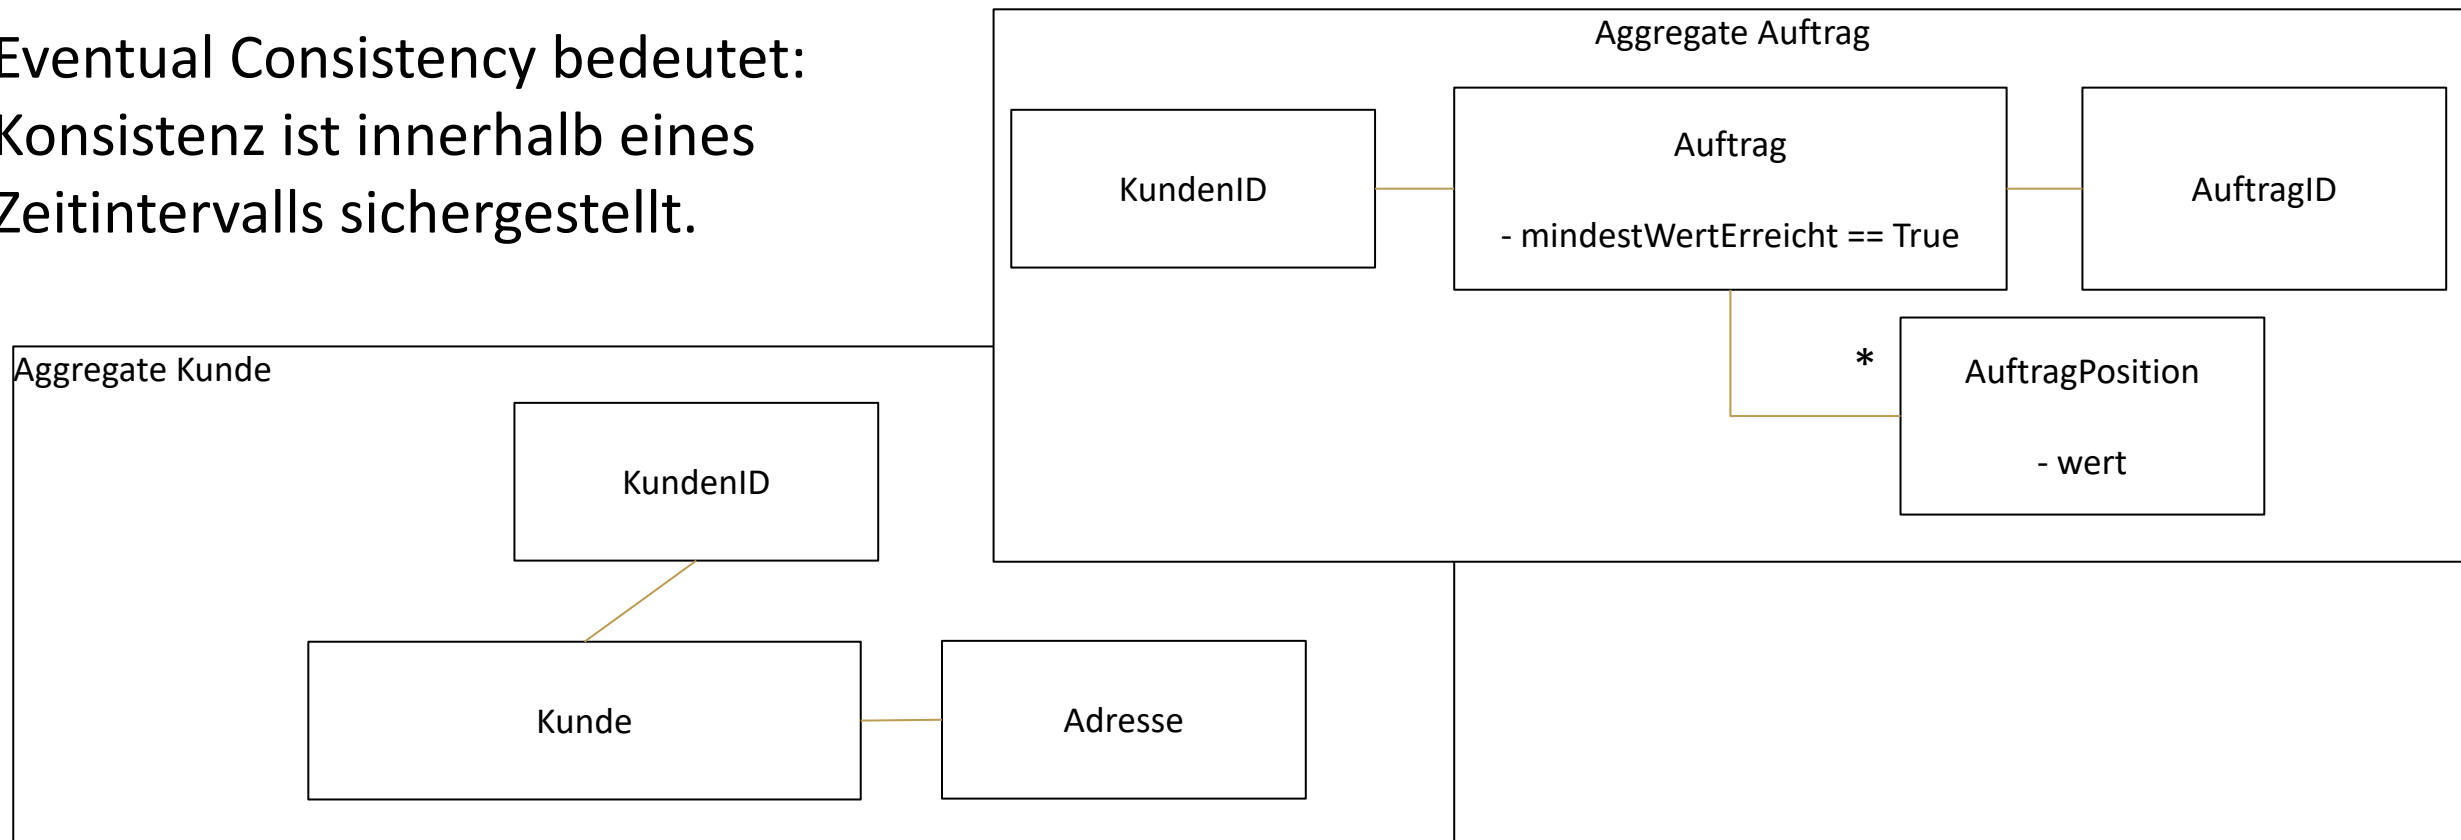 Eventual Consistency bedeutet:
Konsistenz ist innerhalb eines
Zeitintervalls sichergestellt.
Aggregate Auftrag
KundenID
Auftrag
- mindestWertErreicht == True
AuftragID
*
AuftragPosition
- wert
Aggregate Kunde
KundenID
Kunde
Adresse